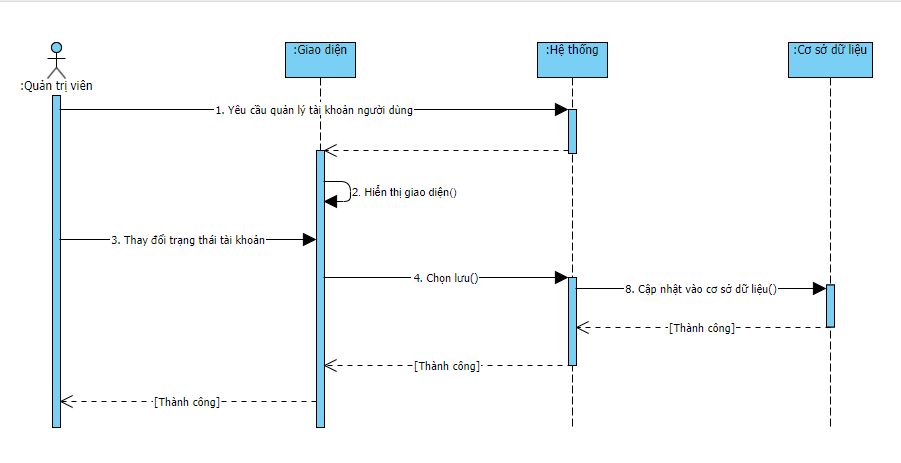 :Giao diện
:Hệ thống
:Cơ sở dữ liệu
:Quản trị viên
1. Yêu cầu quản lý tài khoản người dùng
2. Hiển thị giao diện()
3. Thay đổi trạng thái tài khoản
4. Chọn lưu()
8. Cập nhật vào cơ sở dữ liệu()
[Thành công]
[Thành công]
[Thành công]